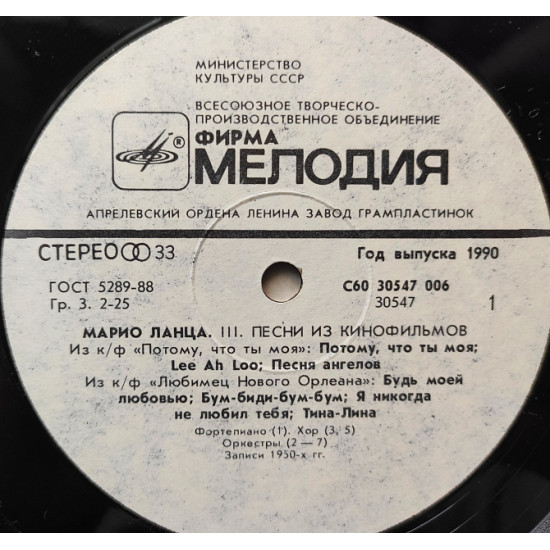 МИНИСТЕРСТВО
КУЛЬТУРЫ СССР
ВСЕСОЮЗНОЕ ТВОРЧЕСКО-
ПРОИЗВОДСТВЕННОЕ ОБЪЕДИНЕНИЕ
®
ФИРМА
МЕЛОДИЯ
АПРЕЛЕВСКИЙ ОРДЕНА ЛЕНИНА ЗАВОД ГРАМПЛАСТИНОК
СТЕРЕО 33
Год выпуска 1990
ГОСТ 5289-88
С60 30547 006
Гр. 3. 2-25
30547
1
МАРИО ЛАНЦА. III. ПЕСНИ ИЗ КИНОФИЛЬМОВ
Из к/ф «Потому, что ты моя»: Потому, что ты моя;
Lee Ah Loo; Песня ангелов
Из к/ф «Любимец Нового Орлеана»: Будь моей
любовью; Бум-биди-бум-бум; Я никогда
не любил тебя; Тина-Лина
Фортепиано (1). Хор (3, 5)
Оркестры (2 — 7)
Записи 1950-х гг.